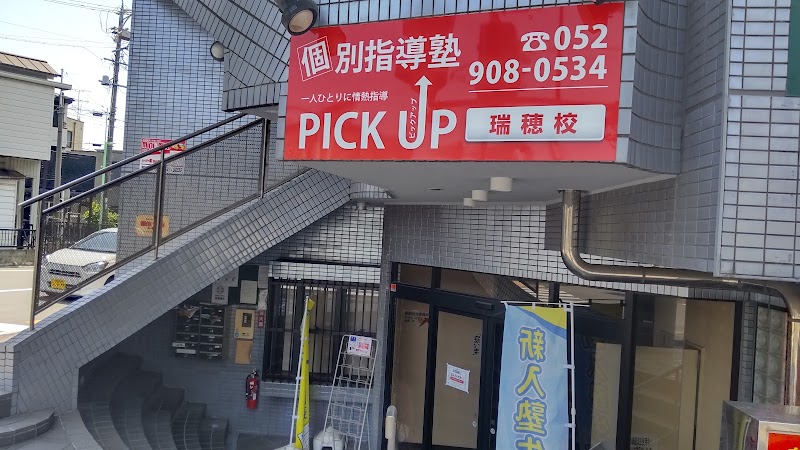 個別指導塾
☎052
908-0534
一人ひとりに情熱指導
PICK UP
ピックアップ
瑞穂校
新入塾生